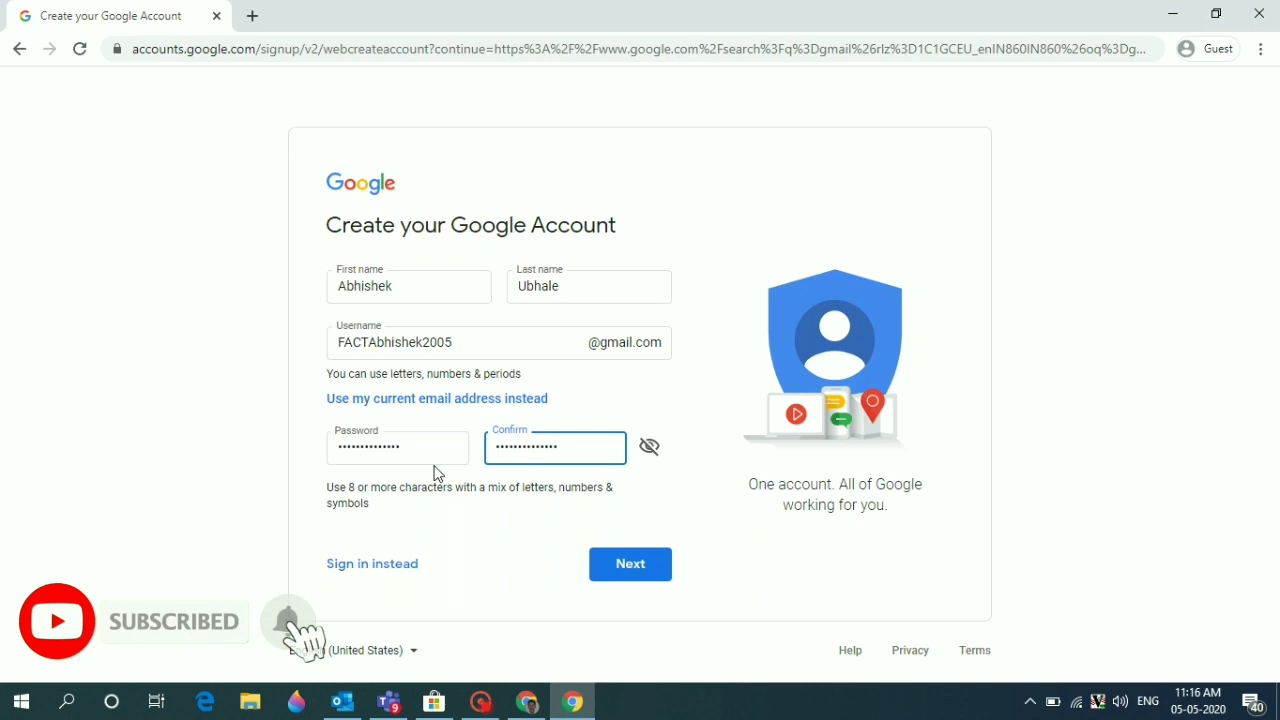 Create your Google Account
accounts.google.com/signup/v2/webcreateaccount?continue=https%3A%2F%2Fwww.google.com%2Fsearch%3Fq%3Dgmail%26rlz%3D1C1GCEU_enIN860IN860%26oq%3Dg...
Guest
Google
Create your Google Account
First name
Abhishek
Last name
Ubhale
Username
FACTAbhishek2005
@gmail.com
You can use letters, numbers & periods
Use my current email address instead
Password
••••••••••••••
Confirm
••••••••••••••
Use 8 or more characters with a mix of letters, numbers &
symbols
One account. All of Google
working for you.
Sign in instead
Next
SUBSCRIBED
(United States)
Help
Privacy
Terms
9
ENG
11:16 AM
05-05-2020
40